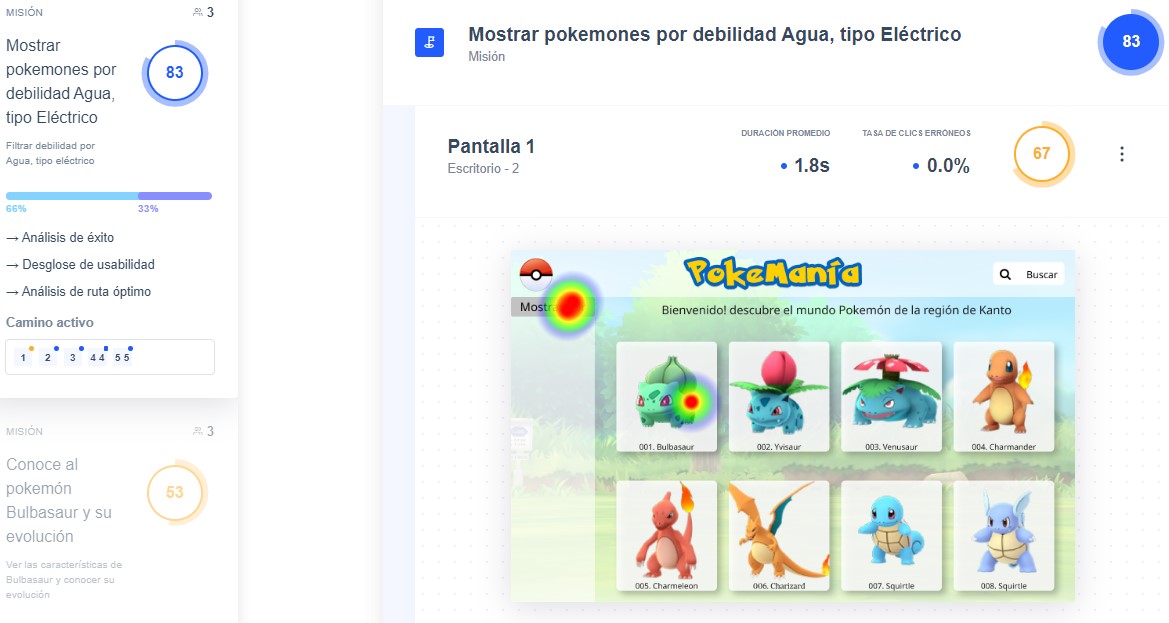 MISIÓN
3
Mostrar
pokemones por
debilidad Agua,
tipo Eléctrico
83
Filtrar debilidad por
Agua, tipo eléctrico
66%
33%
→ Análisis de éxito
→ Desglose de usabilidad
→ Análisis de ruta óptimo
Camino activo
1 2 3 4 4 5 5
MISIÓN
3
Conoce al
pokemón
Bulbasaur y su
evolución
53
Ver las características de
Bulbasaur y conocer su
evolución
Mostrar pokemones por debilidad Agua, tipo Eléctrico
Misión
83
Pantalla 1
Escritorio - 2
DURACIÓN PROMEDIO
1.8s
TASA DE CLICS ERRÓNEOS
0.0%
67
PokeManía
Buscar
Bienvenido! descubre el mundo Pokemón de la región de Kanto
001. Bulbasaur
002. Yvisaur
003. Venusaur
004. Charmander
005. Charmeleon
006. Charizard
007. Squirtle
008. Squirtle